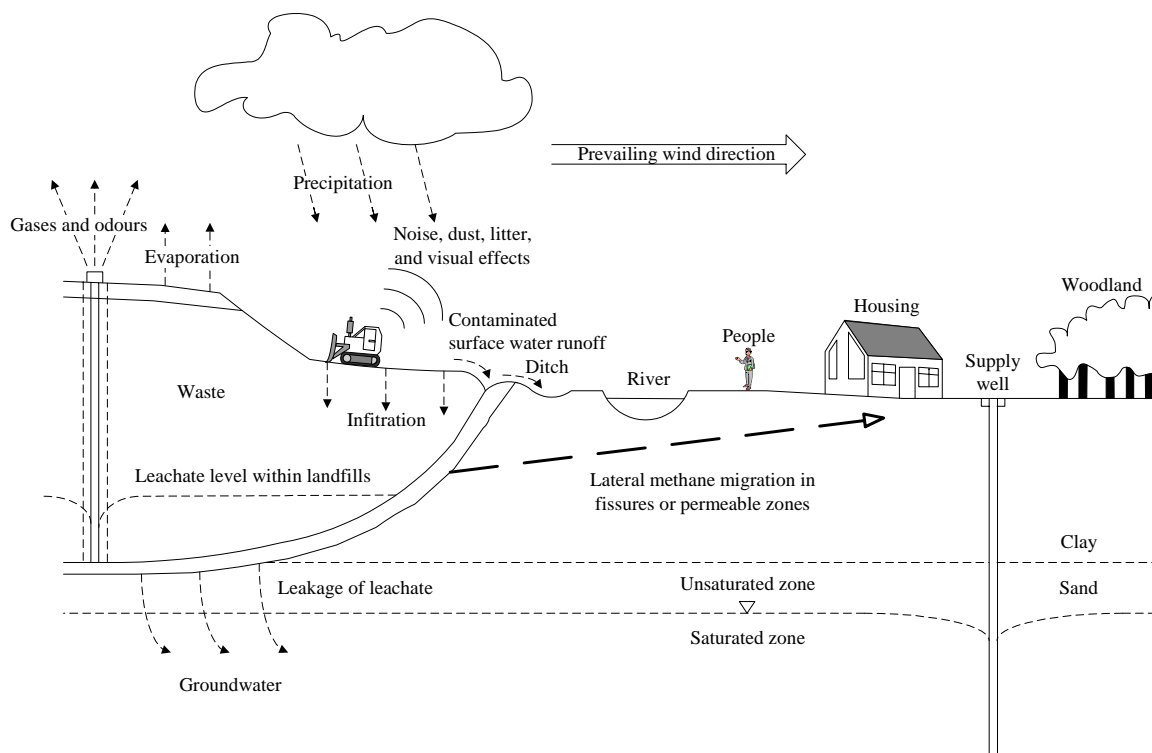 Prevailing wind direction
Precipitation
Gases and odours
Noise, dust, litter,
and visual effects
Evaporation
Woodland
Housing
Contaminated
surface water runoff
People
Ditch
Supply
well
River
Waste
Infitration
Leachate level within landfills
Lateral methane migration in
fissures or permeable zones
Clay
Leakage of leachate
Unsaturated zone
Sand
Saturated zone
Groundwater